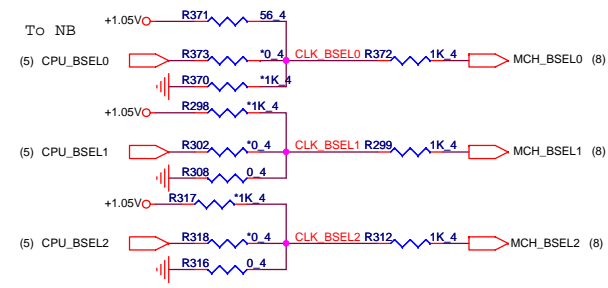 To NB
+1.05V R371 56_4
(5) CPU_BSEL0 R373 *0_4 CLK_BSEL0 R372 1K_4 MCH_BSEL0 (8)
R370 *1K_4
+1.05V R298 *1K_4
(5) CPU_BSEL1 R302 *0_4 CLK_BSEL1 R299 1K_4 MCH_BSEL1 (8)
R308 0_4
+1.05V R317 *1K_4
(5) CPU_BSEL2 R318 *0_4 CLK_BSEL2 R312 1K_4 MCH_BSEL2 (8)
R316 0_4